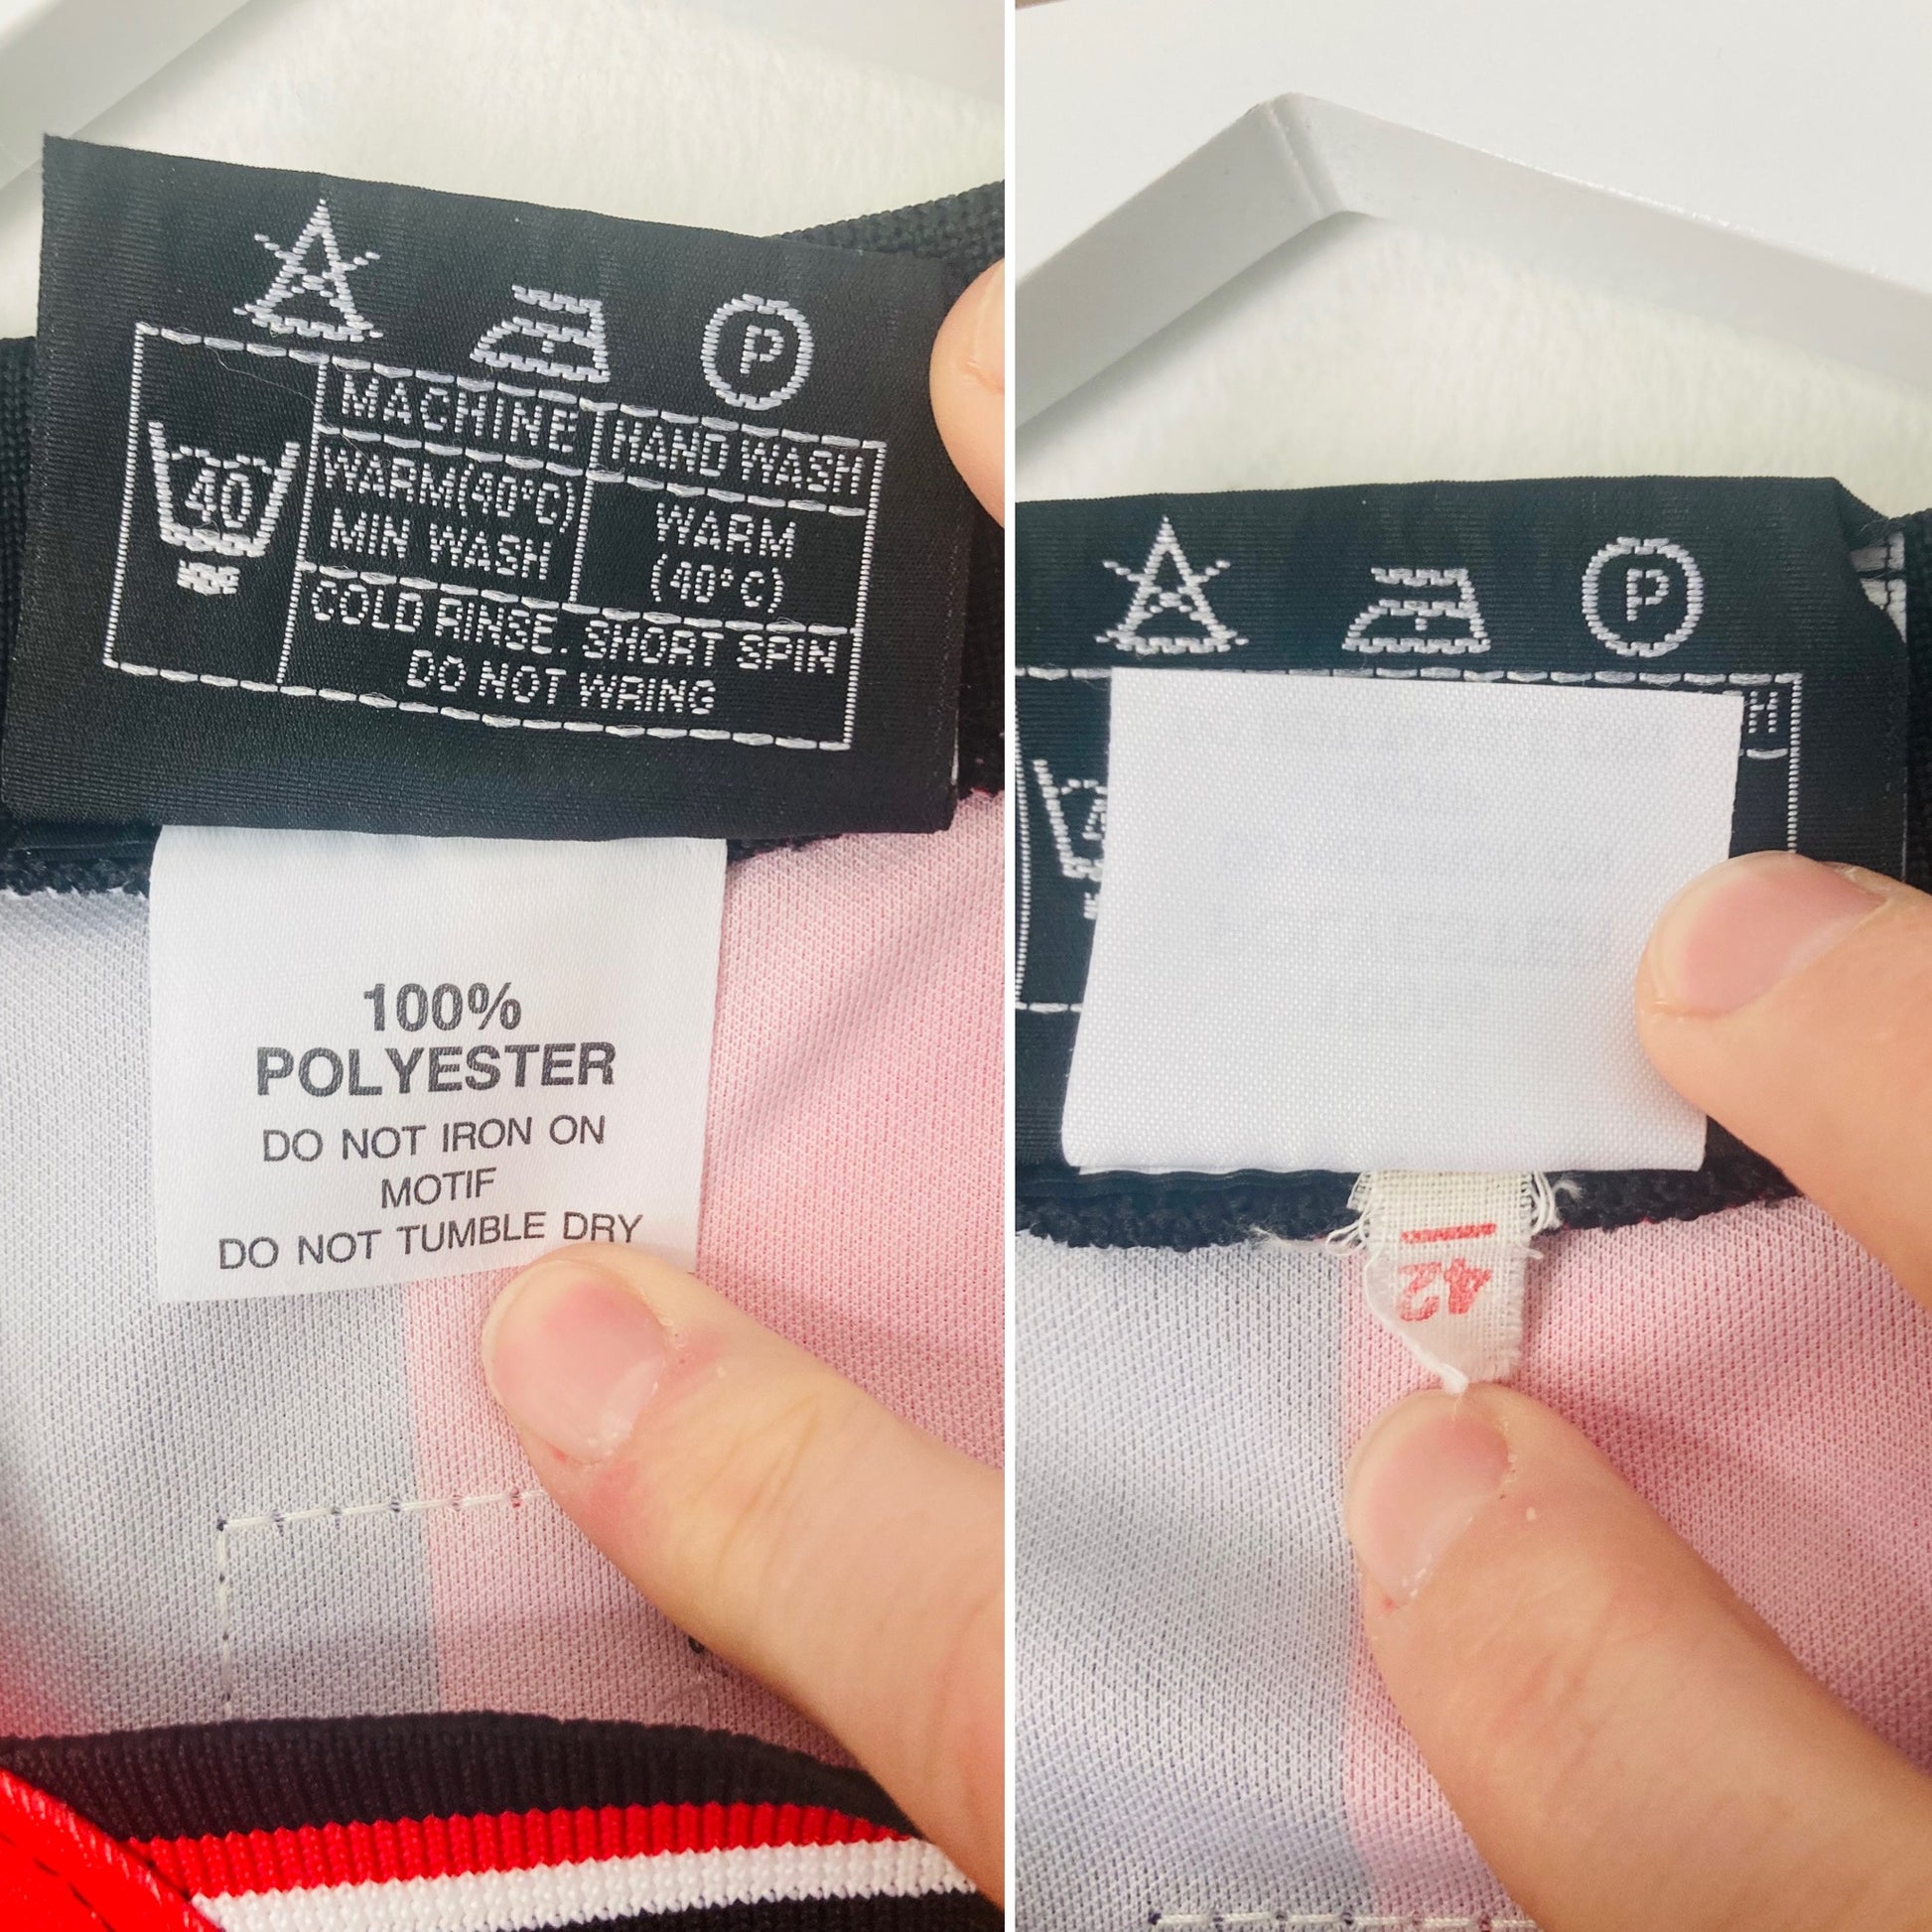 P
MACHINE HAND WASH
40
WARM(40°C)
MIN WASH
WARM
(40°C)
COLD RINSE. SHORT SPIN
DO NOT WRING
100%
POLYESTER
DO NOT IRON ON
MOTIF
DO NOT TUMBLE DRY
P
H
4
42